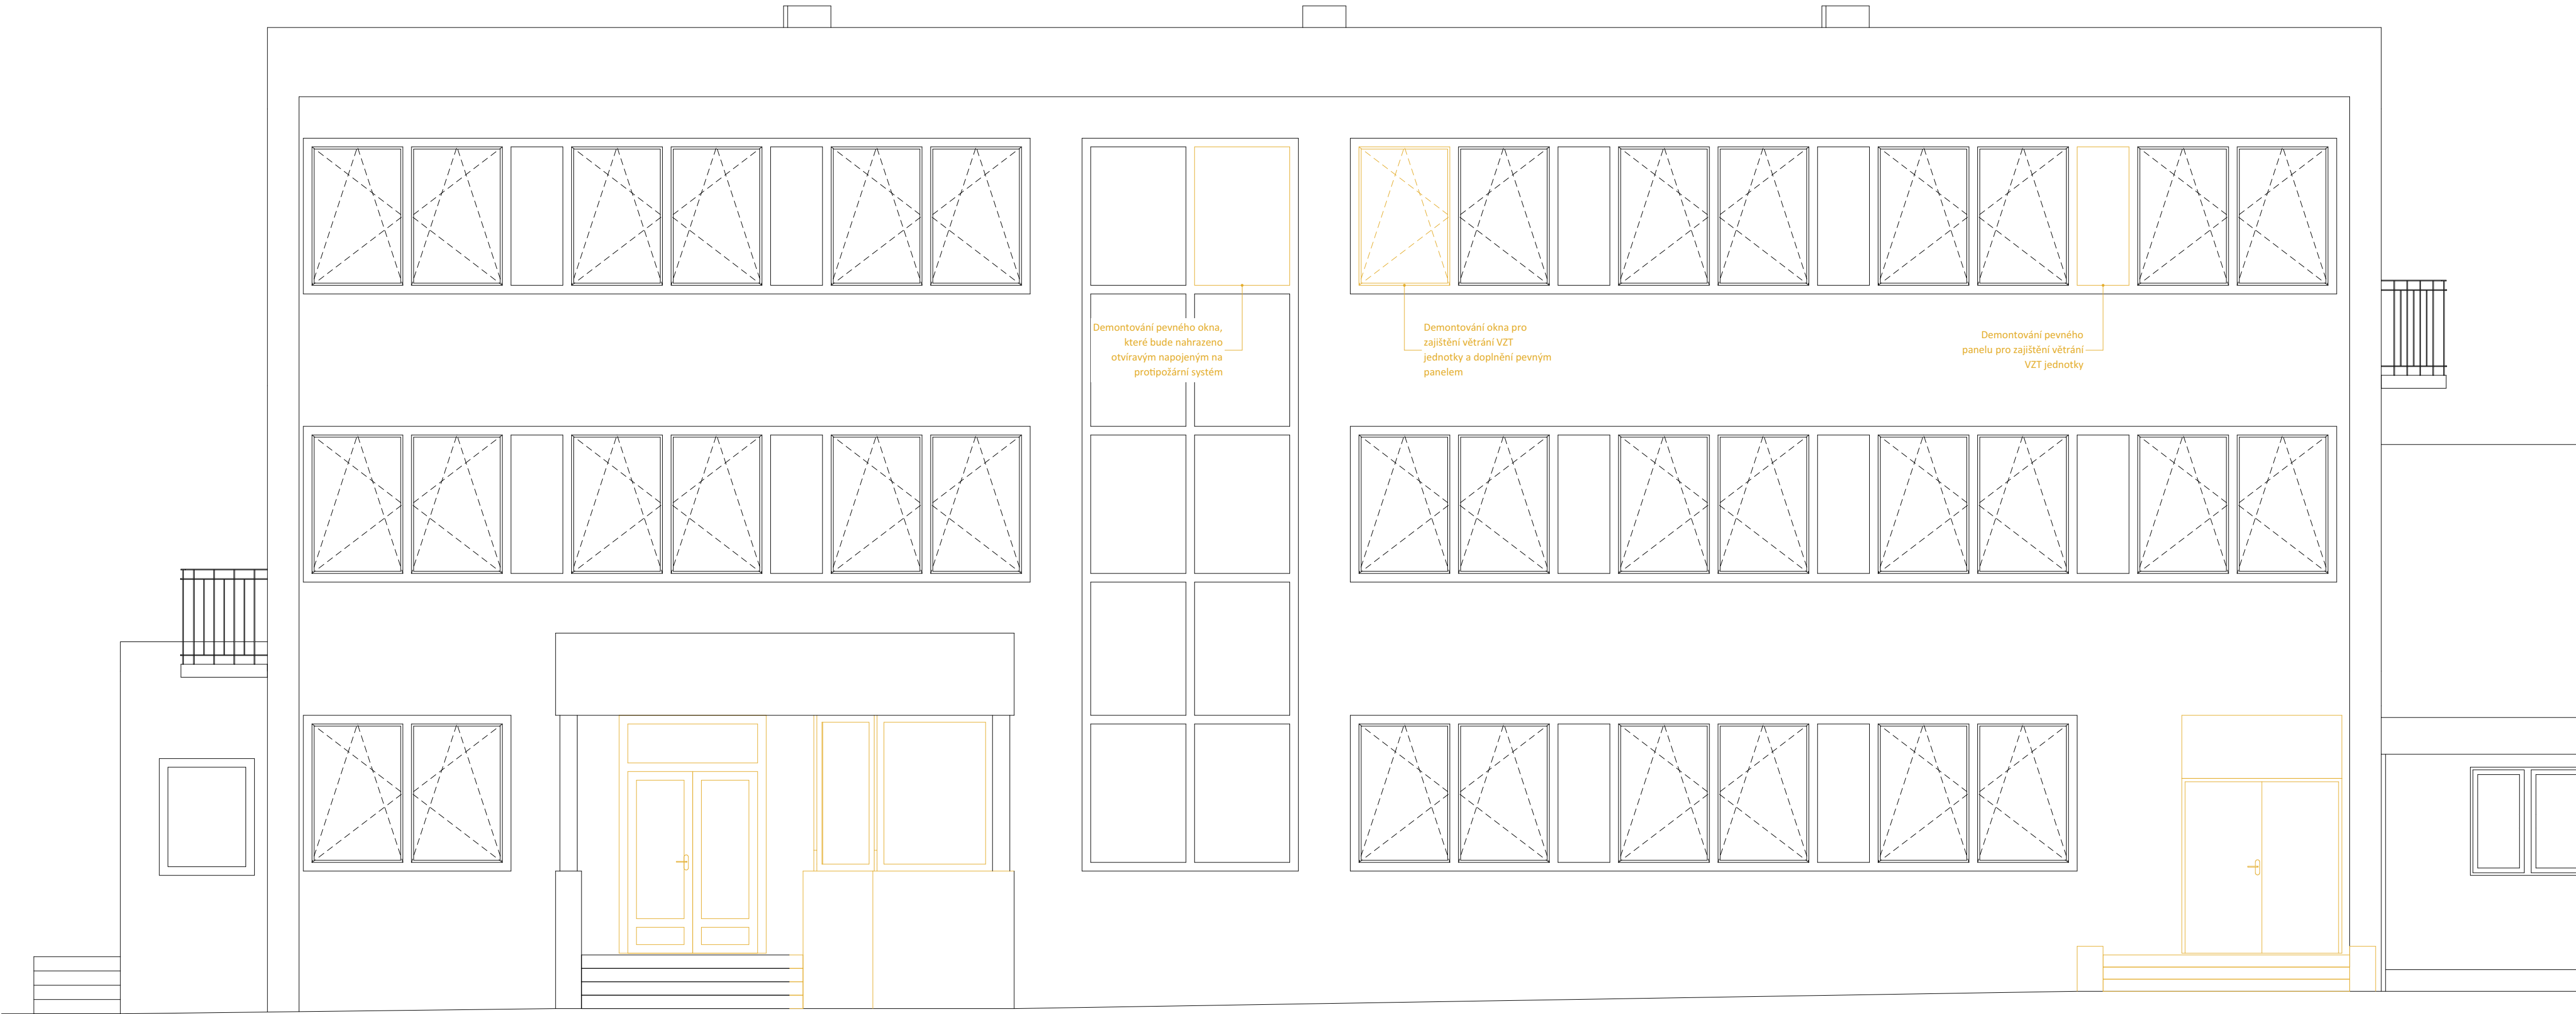 Demontování pevného okna,
které bude nahrazeno
otvíravým napojeným na
protipožární systém
Demontování okna pro
zajištění větrání VZT
jednotky a doplnění pevným
panelem
Demontování pevného
panelu pro zajištění větrání
VZT jednotky